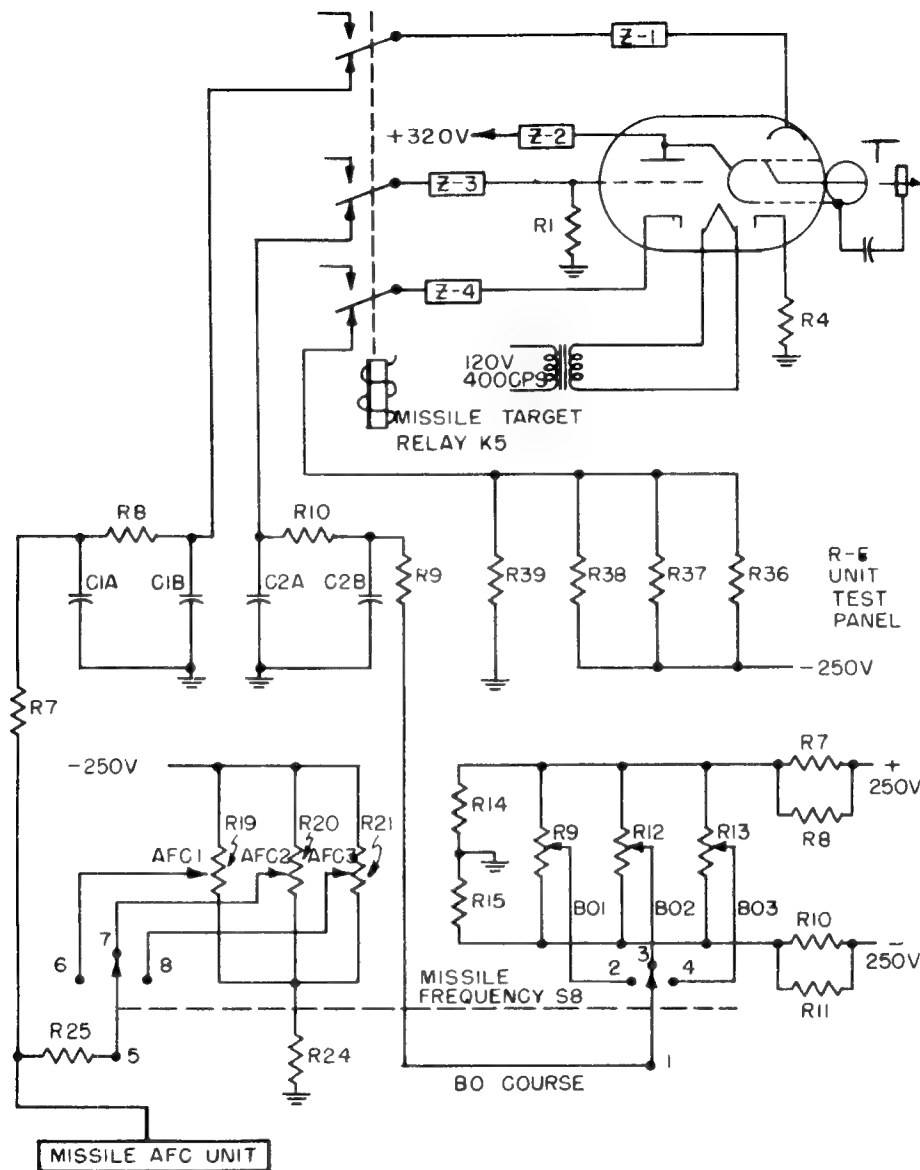 Z-1
+320V
Z-2
Z-3
R1
Z-4
R4
120V
400CPS
MISSILE TARGET
RELAY K5
R8
R10
C1A
C1B
C2A
C2B
R9
R39
R38
R37
R36
R-E
UNIT
TEST
PANEL
-250V
R7
-250V
R7
+
250V
R8
R14
R19
R20
R21
R9
R12
R13
AFC1
AFC2
AFC3
R15
BO1
BO2
BO3
R10
-
250V
7
6
8
3
2
4
MISSILE
FREQUENCY S8
R11
R25
5
R24
1
BO COURSE
MISSILE AFC UNIT